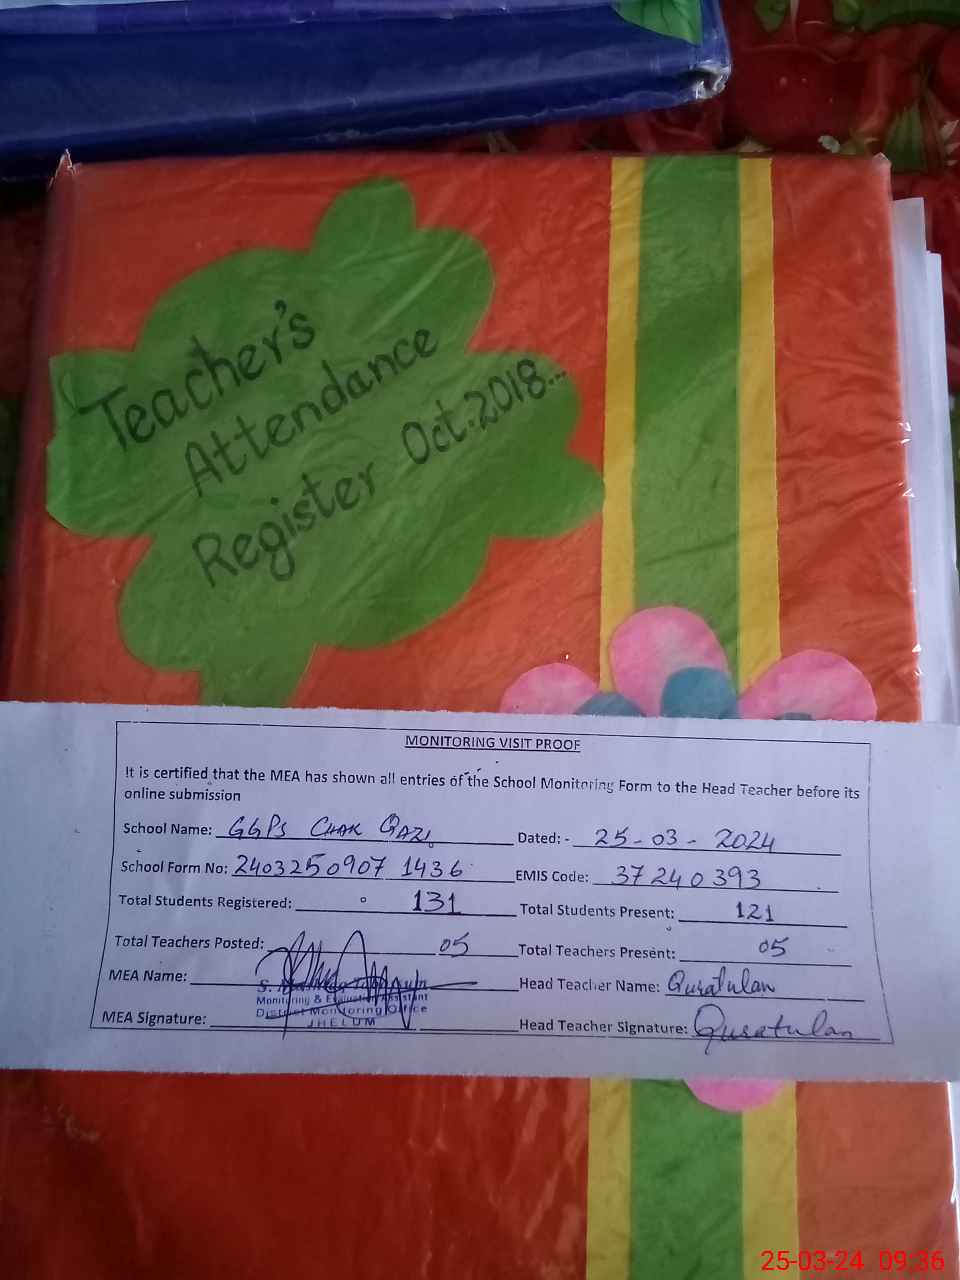 Teacher's
Attendance
Register Oct.2018...
MONITORING VISIT PROOF
It is certified that the MEA has shown all entries of the School Monitoring Form to the Head Teacher before its
online submission
School Name: GGPS CHAK QAZI Dated: - 25-03-2024
School Form No: 2403250907 1436 EMIS Code: 37240393
Total Students Registered: 131 Total Students Present: 121
Total Teachers Posted: 05 Total Teachers Present: 05
MEA Name: Head Teacher Name: Quratulan
S.
Monitoring & Evaluation Assistant
District Monitoring Office
JHELUM
MEA Signature: Head Teacher Signature: Quratulan
25-03-24 09:36